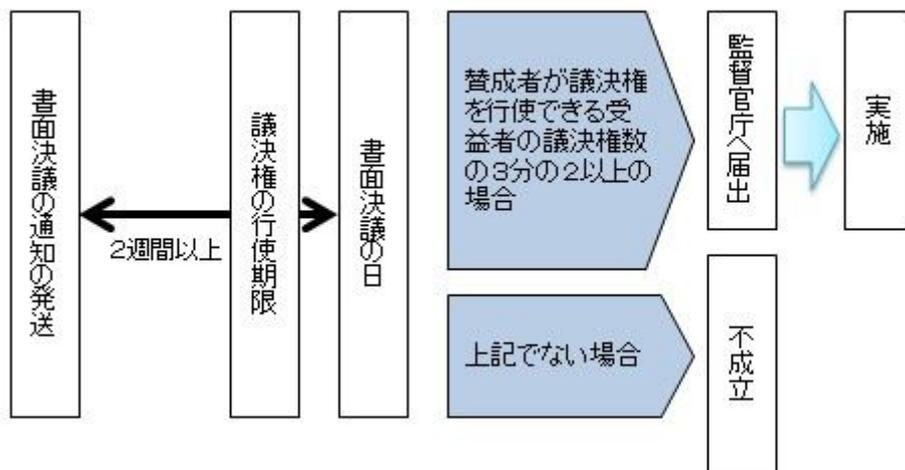 書面決議の通知の発送
2週間以上
議決権の行使期限
書面決議の日
賛成者が議決権
を行使できる受
益者の議決権数
の3分の2以上の
場合
監督官庁へ届出
実施
上記でない場合
不成立